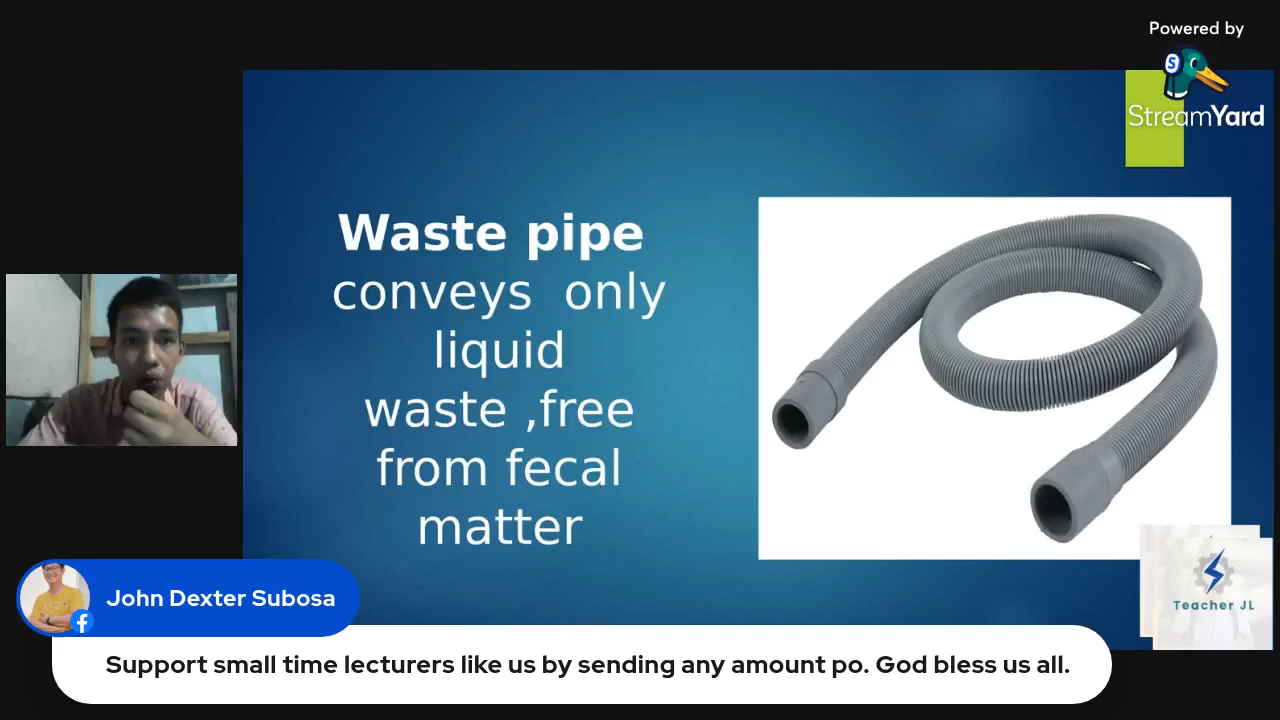 Powered by
S
StreamYard
Waste pipe
conveys only
liquid
waste ,free
from fecal
matter
Teacher JL
John Dexter Subosa
Support small time lecturers like us by sending any amount po. God bless us all.